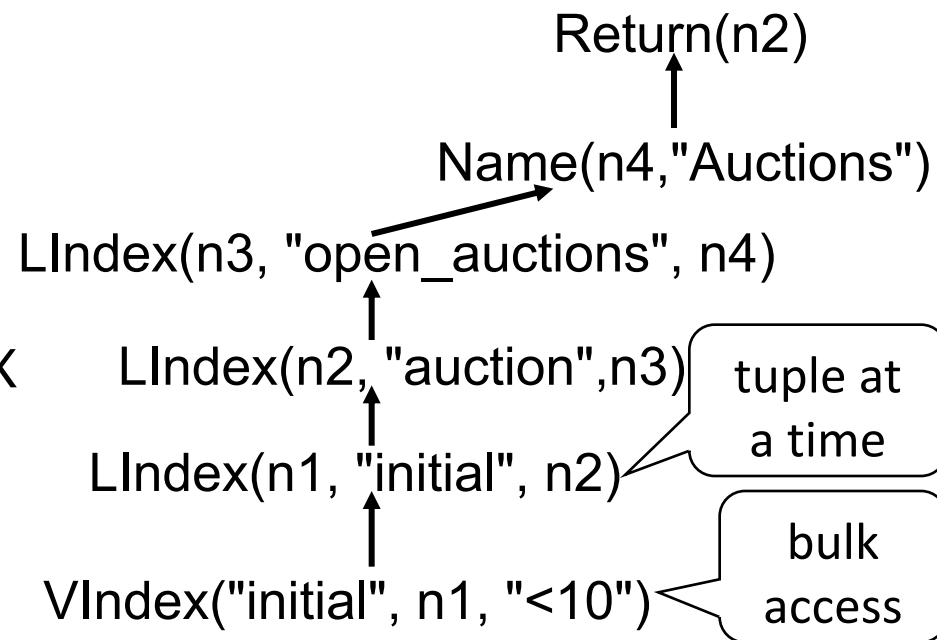 Return(n2)
Name(n4,"Auctions")
LIndex(n3, "open_auctions", n4)
X
LIndex(n2, "auction",n3)
tuple at
a time
LIndex(n1, "initial", n2)
bulk
access
VIndex("initial", n1, "<10")